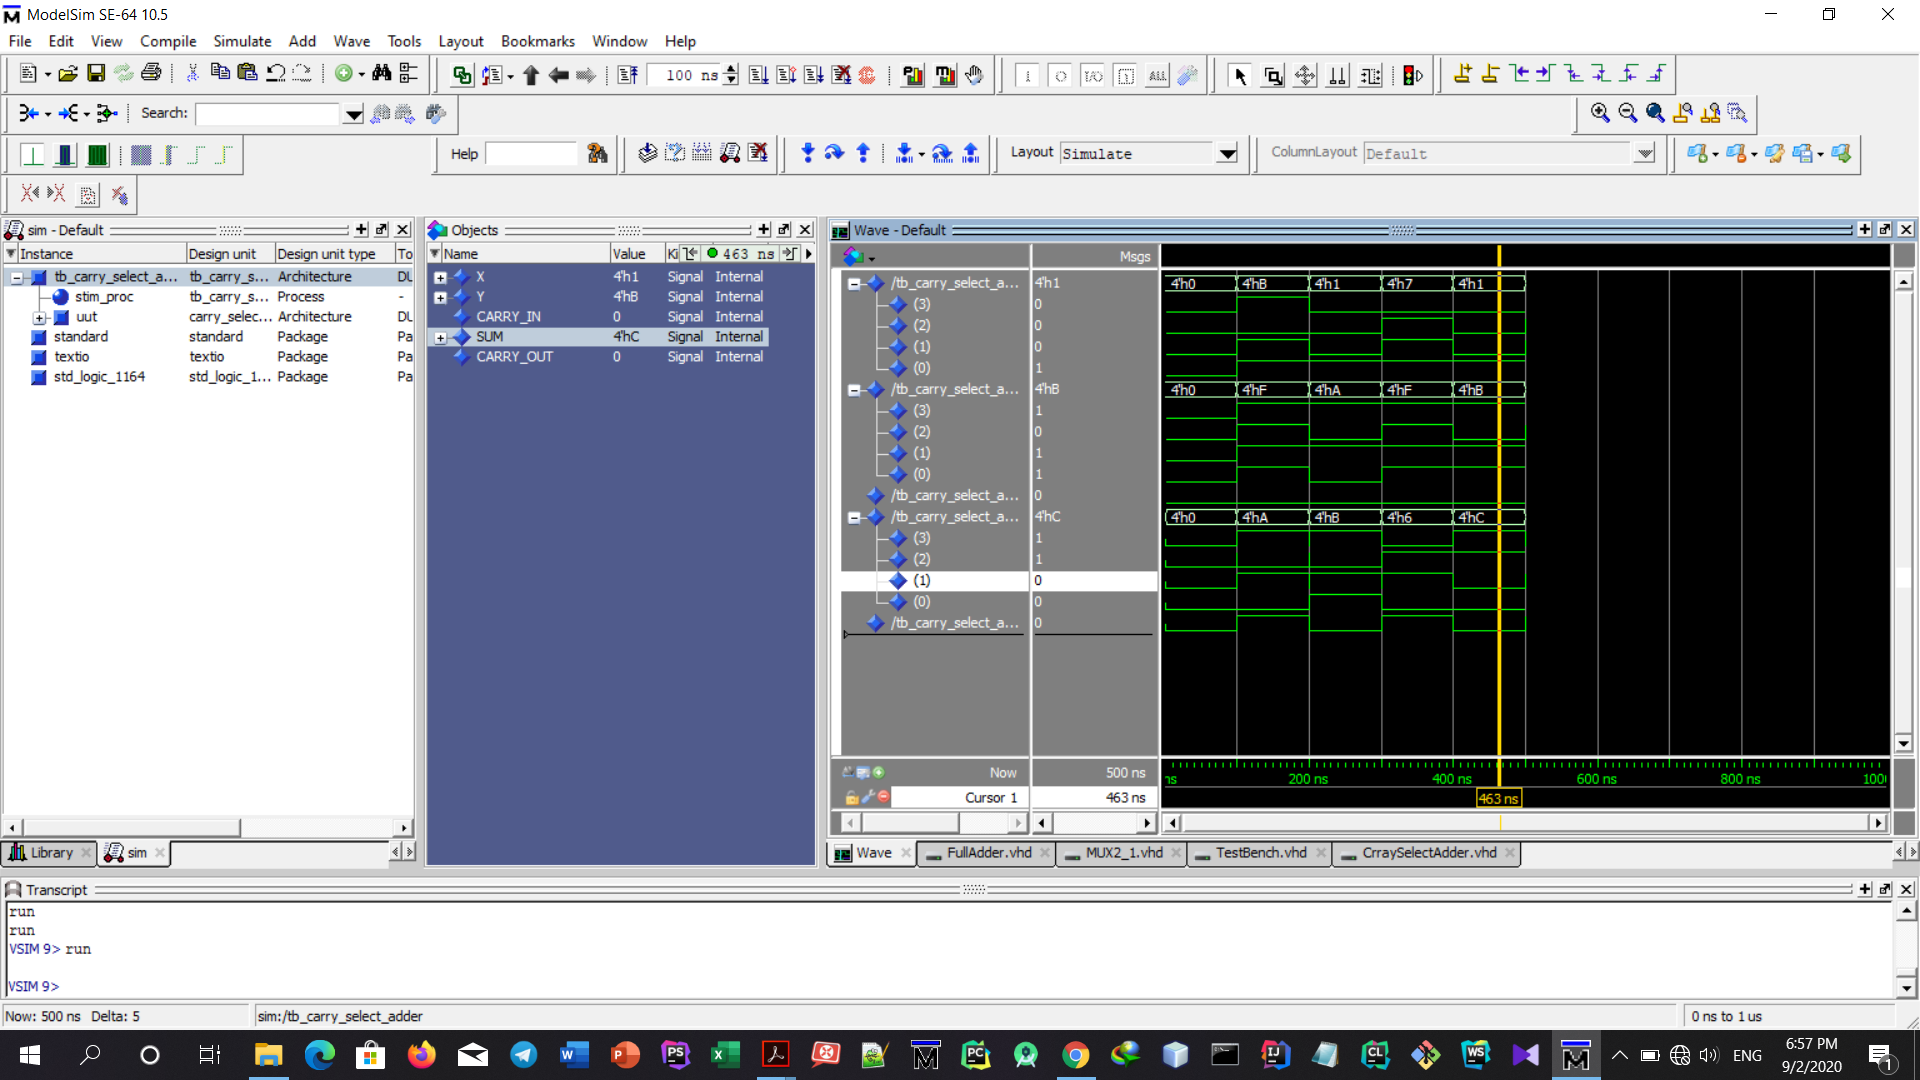 ModelSim SE-64 10.5
File Edit View Compile Simulate Add Wave Tools Layout Bookmarks Window Help
100 ns
Search:
Help
Layout Simulate
ColumnLayout Default
sim - Default
Instance Design unit Design unit type To
tb_carry_select_a... tb_carry_s... Architecture DU
stim_proc tb_carry_s... Process -
uut carry_selec... Architecture DU
standard standard Package Pa
textio textio Package Pa
std_logic_1164 std_logic_1... Package Pa
Library sim
Objects
Name Value Ki 463 ns
X 4'h1 Signal Internal
Y 4'hB Signal Internal
CARRY_IN 0 Signal Internal
SUM 4'hC Signal Internal
CARRY_OUT 0 Signal Internal
Wave - Default
Msgs
/tb_carry_select_a... 4'h1 4'h0 4'hB 4'h1 4'h7 4'h1
(3) 0
(2) 0
(1) 0
(0) 1
/tb_carry_select_a... 4'hB 4'h0 4'hF 4'hA 4'hF 4'hB
(3) 1
(2) 0
(1) 1
(0) 1
/tb_carry_select_a... 0
/tb_carry_select_a... 4'hC 4'h0 4'hA 4'hB 4'h6 4'hC
(3) 1
(2) 1
(1) 0
(0) 0
/tb_carry_select_a... 0
Now 500 ns ns 200 ns 400 ns 600 ns 800 ns 1000
Cursor 1 463 ns 463 ns
Wave FullAdder.vhd MUX2_1.vhd TestBench.vhd CrraySelectAdder.vhd
Transcript
run
run
VSIM 9> run
VSIM 9>
Now: 500 ns Delta: 5 sim:/tb_carry_select_adder 0 ns to 1 us
ENG 6:57 PM
9/2/2020
1